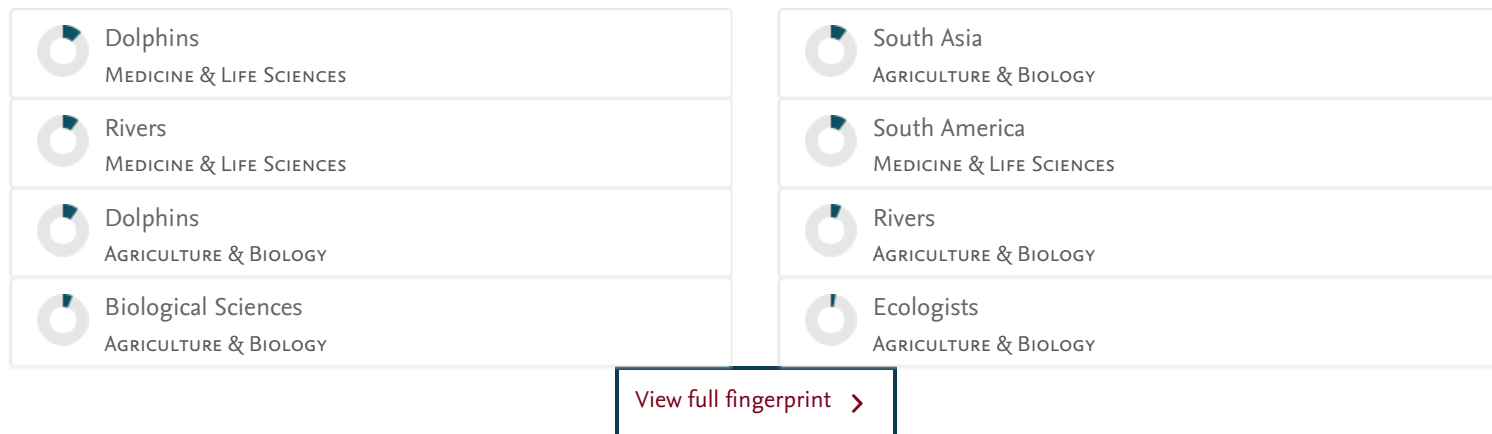 Dolphins
Medicine & Life Sciences
South Asia
Agriculture & Biology
Rivers
Medicine & Life Sciences
South America
Medicine & Life Sciences
Dolphins
Agriculture & Biology
Rivers
Agriculture & Biology
Biological Sciences
Agriculture & Biology
Ecologists
Agriculture & Biology
View full fingerprint